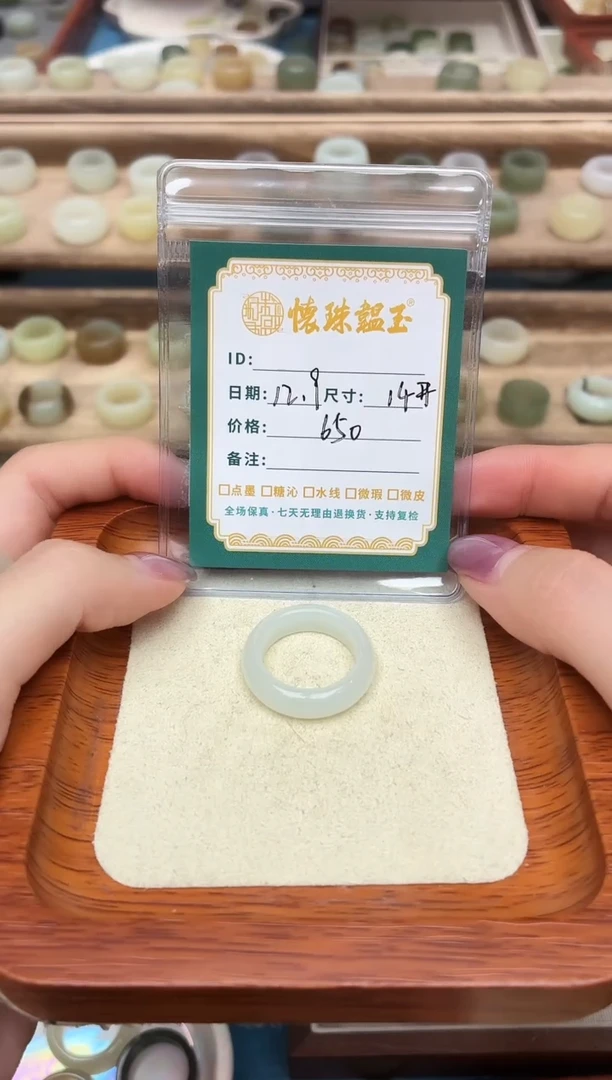 懷珠韞玉®
ID:
日期: 12.9 尺寸: 14开
价格: 650
备注:
□点墨 □糖沁 □水线 □微瑕 □微皮
全场保真·七天无理由退换货·支持复检